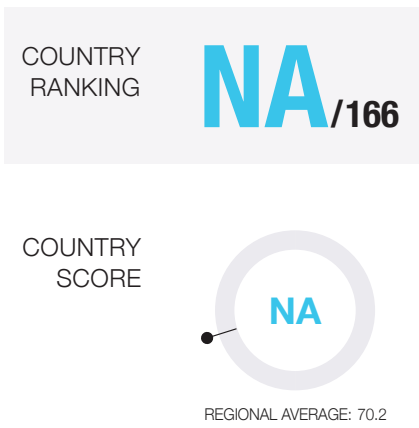 COUNTRY
RANKING
NA/166
COUNTRY
SCORE
NA
REGIONAL AVERAGE: 70.2